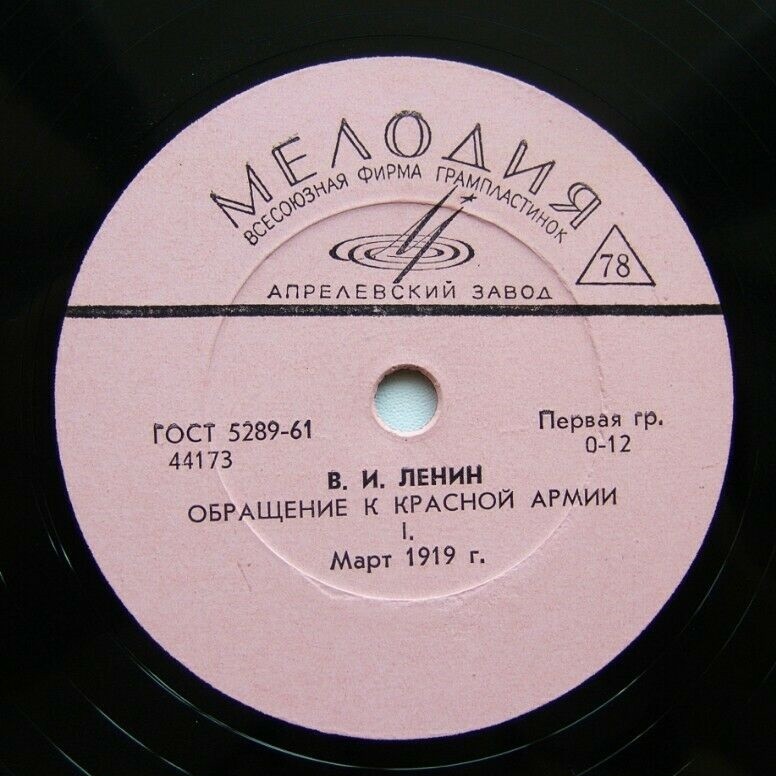 МЕЛОДИЯ
ВСЕСОЮЗНАЯ ФИРМА ГРАМПЛАСТИНОК
78
АПРЕЛЕВСКИЙ ЗАВОД
ГОСТ 5289-61
Первая гр.
44173
0-12
В. И. ЛЕНИН
ОБРАЩЕНИЕ К КРАСНОЙ АРМИИ
I.
Март 1919 г.